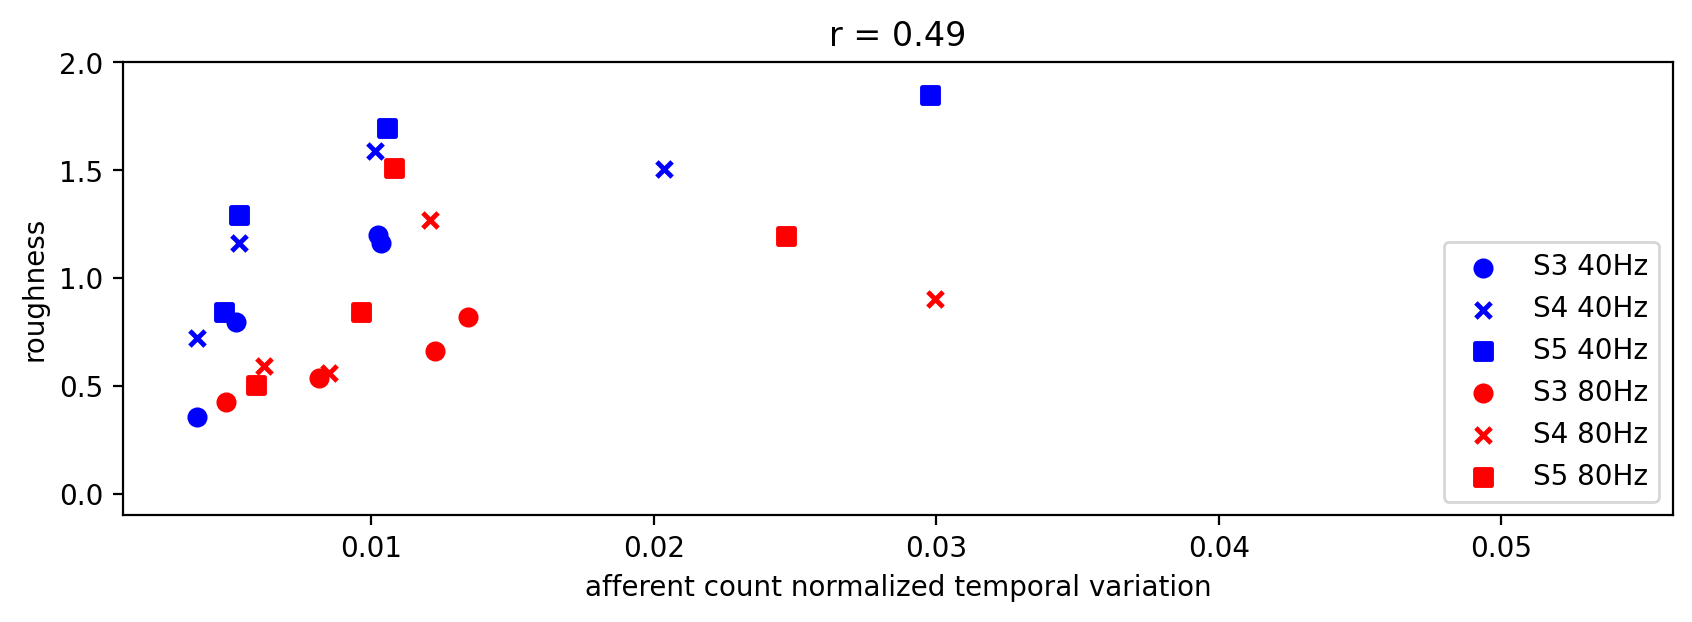 r = 0.49
2.0
1.5
1.0
0.5
0.0
roughness
S3 40Hz
S4 40Hz
S5 40Hz
S3 80Hz
S4 80Hz
S5 80Hz
0.01 0.02 0.03 0.04 0.05
afferent count normalized temporal variation